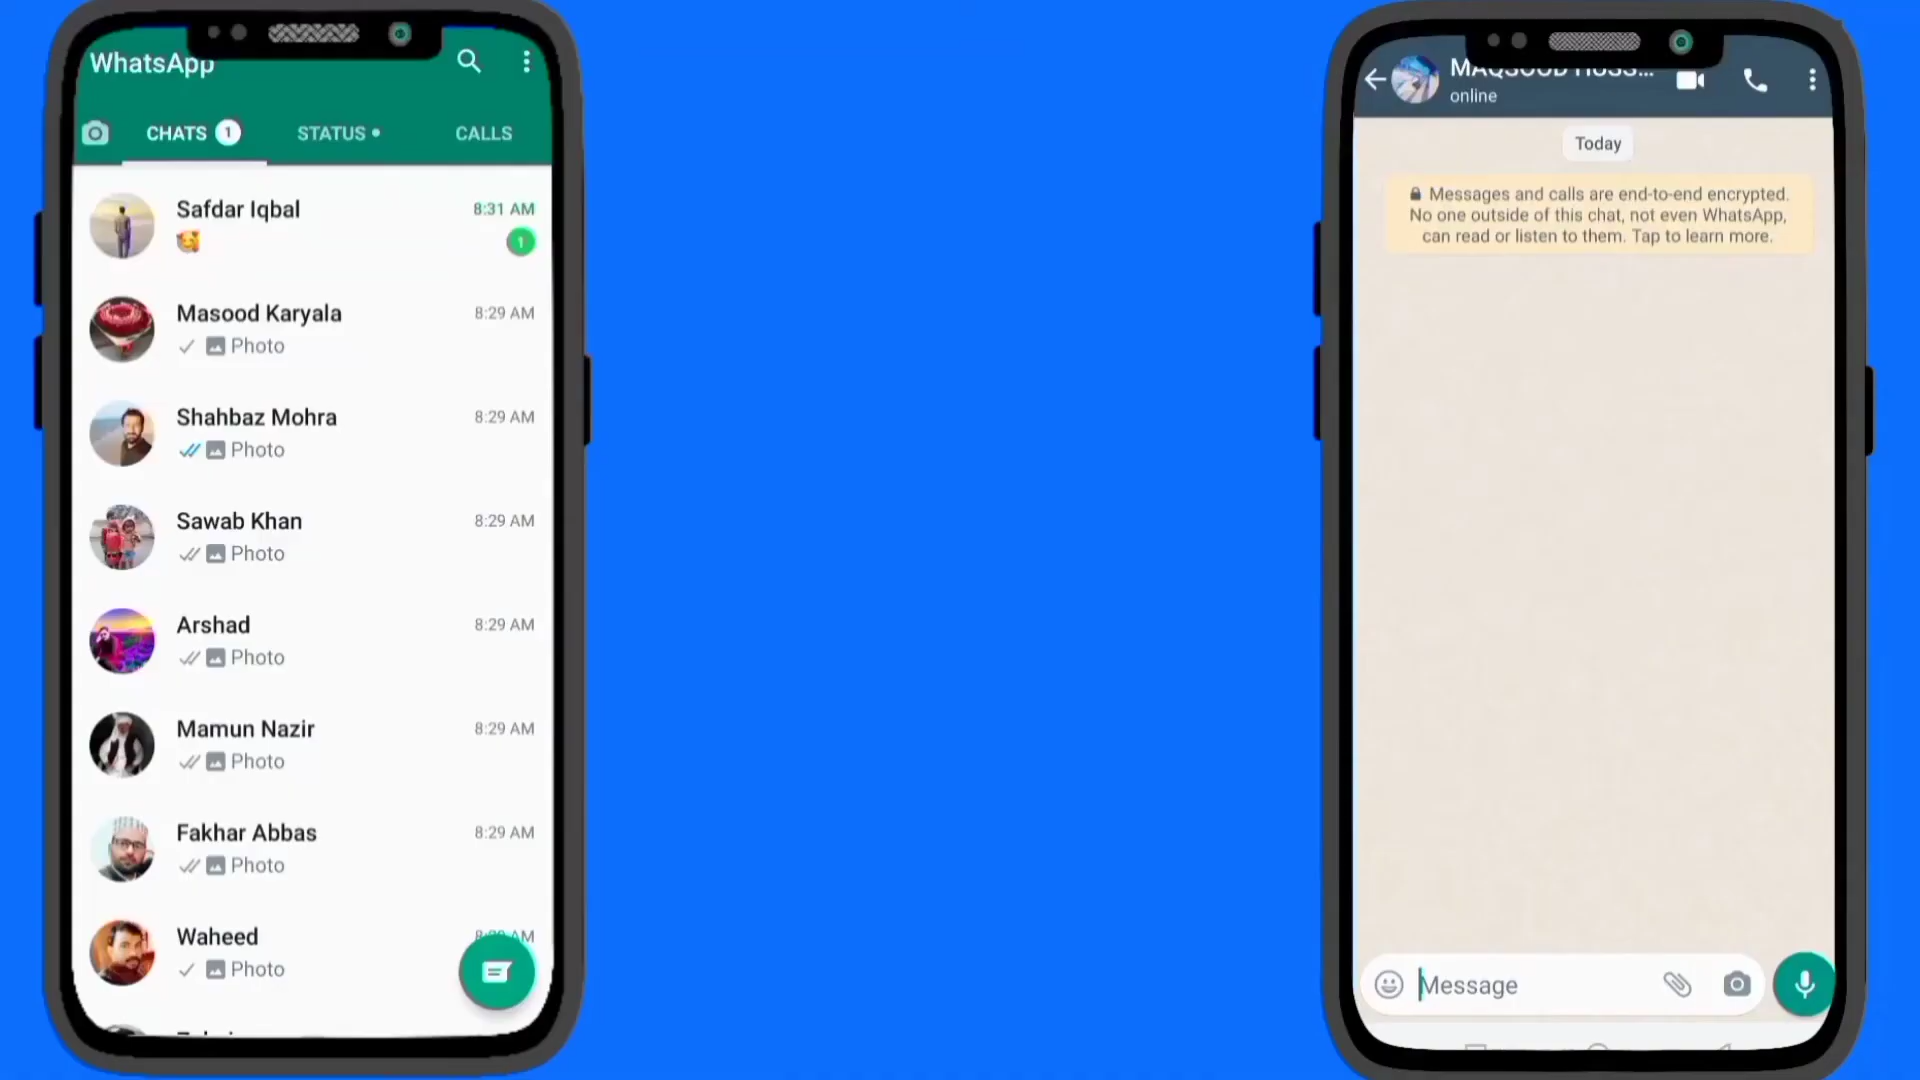 WhatsApp
CHATS 1
STATUS •
CALLS
Safdar Iqbal
8:31 AM
1
Masood Karyala
8:29 AM
Photo
Shahbaz Mohra
8:29 AM
Photo
Sawab Khan
8:29 AM
Photo
Arshad
8:29 AM
Photo
Mamun Nazir
8:29 AM
Photo
Fakhar Abbas
8:29 AM
Photo
Waheed
Photo
MAQSOOD HUSS...
online
Today
Messages and calls are end-to-end encrypted.
No one outside of this chat, not even WhatsApp,
can read or listen to them. Tap to learn more.
Message